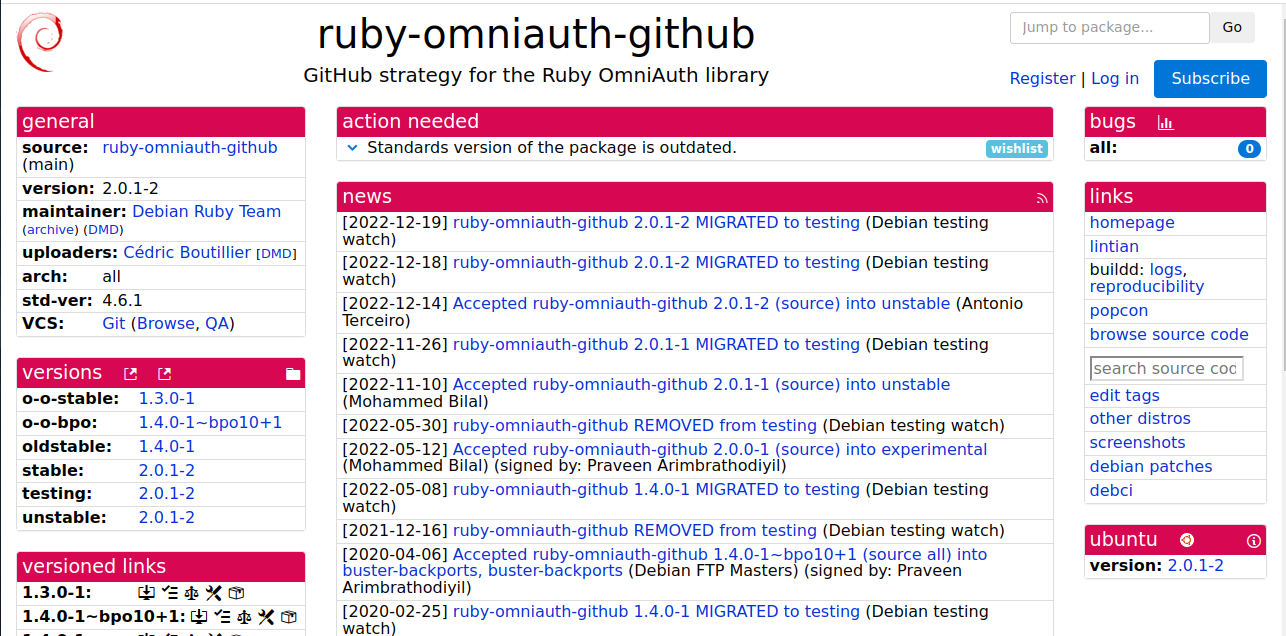 ruby-omniauth-github
GitHub strategy for the Ruby OmniAuth library
Jump to package...
Go
Register | Log in
Subscribe
general
source: ruby-omniauth-github
(main)
version: 2.0.1-2
maintainer: Debian Ruby Team
(archive) (DMD)
uploaders: Cédric Boutillier [DMD]
arch: all
std-ver: 4.6.1
VCS: Git (Browse, QA)
versions
o-o-stable: 1.3.0-1
o-o-bpo: 1.4.0-1~bpo10+1
oldstable: 1.4.0-1
stable: 2.0.1-2
testing: 2.0.1-2
unstable: 2.0.1-2
versioned links
1.3.0-1:
1.4.0-1~bpo10+1:
action needed
Standards version of the package is outdated.
wishlist
news
[2022-12-19] ruby-omniauth-github 2.0.1-2 MIGRATED to testing (Debian testing
watch)
[2022-12-18] ruby-omniauth-github 2.0.1-2 MIGRATED to testing (Debian testing
watch)
[2022-12-14] Accepted ruby-omniauth-github 2.0.1-2 (source) into unstable (Antonio
Terceiro)
[2022-11-26] ruby-omniauth-github 2.0.1-1 MIGRATED to testing (Debian testing
watch)
[2022-11-10] Accepted ruby-omniauth-github 2.0.1-1 (source) into unstable
(Mohammed Bilal)
[2022-05-30] ruby-omniauth-github REMOVED from testing (Debian testing watch)
[2022-05-12] Accepted ruby-omniauth-github 2.0.0-1 (source) into experimental
(Mohammed Bilal) (signed by: Praveen Arimbrathodiyil)
[2022-05-08] ruby-omniauth-github 1.4.0-1 MIGRATED to testing (Debian testing
watch)
[2021-12-16] ruby-omniauth-github REMOVED from testing (Debian testing watch)
[2020-04-06] Accepted ruby-omniauth-github 1.4.0-1~bpo10+1 (source all) into
buster-backports, buster-backports (Debian FTP Masters) (signed by: Praveen
Arimbrathodiyil)
[2020-02-25] ruby-omniauth-github 1.4.0-1 MIGRATED to testing (Debian testing
watch)
bugs
all: 0
links
homepage
lintian
buildd: logs,
reproducibility
popcon
browse source code
search source coc
edit tags
other distros
screenshots
debian patches
debci
ubuntu
version: 2.0.1-2